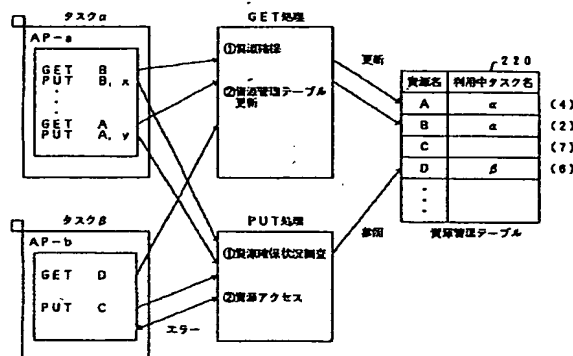 タスクα
AP-a
GET B
PUT B, x
GET A
PUT A, y
GET処理
①資源確保
②資源管理テーブル
更新
更新
220
資源名 利用中タスク名
A α (4)
B α (2)
C (7)
D β (6)
資源管理テーブル
タスクβ
AP-b
GET D
PUT C
PUT処理
①資源確保状況調査
②資源アクセス
エラー
参照